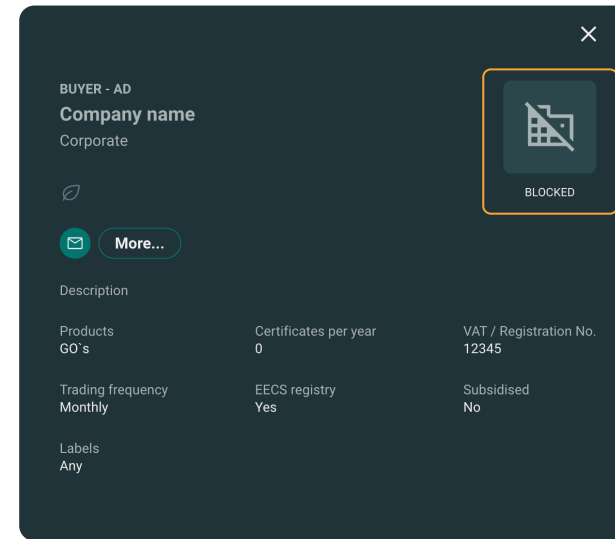 BUYER - AD
Company name
Corporate
BLOCKED
More...
Description
Products
GO`s
Certificates per year
0
VAT / Registration No.
12345
Trading frequency
Monthly
EECS registry
Yes
Subsidised
No
Labels
Any